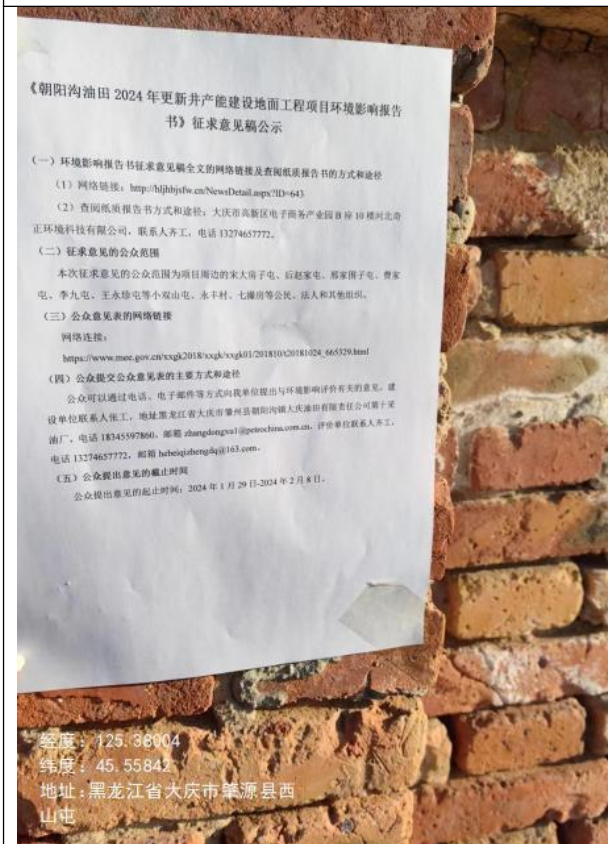 《朝阳沟油田 2024 年更新井产能建设地面工程项目环境影响报告
书》征求意见稿公示
（一）环境影响报告书征求意见稿全文的网络链接及查阅纸质报告书的方式和途径
（1）网络链接：http://hljhbjsfw.cn/NewsDetail.aspx?ID=643
（2）查阅纸质报告书方式和途径：大庆市高新区电子商务产业园 B 座 10 楼河北奇
正环境科技有限公司，联系人齐工，电话 13274657772。
（二）征求意见的公众范围
本次征求意见的公众范围为项目周边的宋大房子屯、后赵家屯、邢家围子屯、曹家
屯、李九屯、王永珍屯等小双山屯、永丰村、七撮房等公民、法人和其他组织。
（三）公众意见表的网络链接
网络连接：
https://www.mee.gov.cn/xxgk2018/xxgk/xxgk01/201810/t20181024_665329.html
（四）公众提交公众意见表的主要方式和途径
公众可以通过电话、电子邮件等方式向我单位提出与环境影响评价有关的意见。建
设单位联系人张工，地址黑龙江省大庆市肇州县朝阳沟镇大庆油田有限责任公司第十采
油厂，电话 18345597860，邮箱 zhangdongxu1@petrochina.com.cn。评价单位联系人齐工，
电话 13274657772，邮箱 hebeiqizhengdq@163.com。
（五）公众提出意见的截止时间
公众提出意见的起止时间：2024 年 1 月 29 日-2024 年 2 月 8 日。
经度：125.38004
纬度：45.55842
地址：黑龙江省大庆市肇源县西
山屯